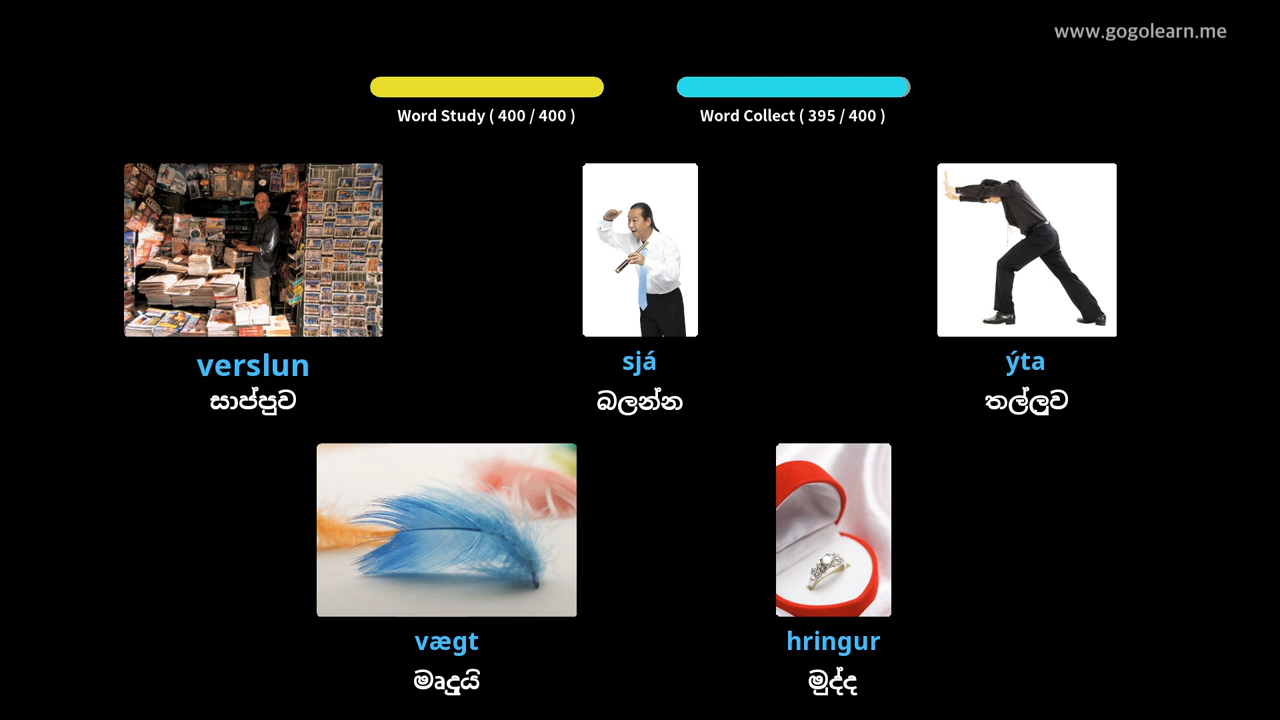 www.gogolearn.me
Word Study ( 400 / 400 )
Word Collect ( 395 / 400 )
verslun
සාප්පුව
sjá
බලන්න
ýta
තල්ලුව
vægt
මෘදුයි
hringur
මුද්ද